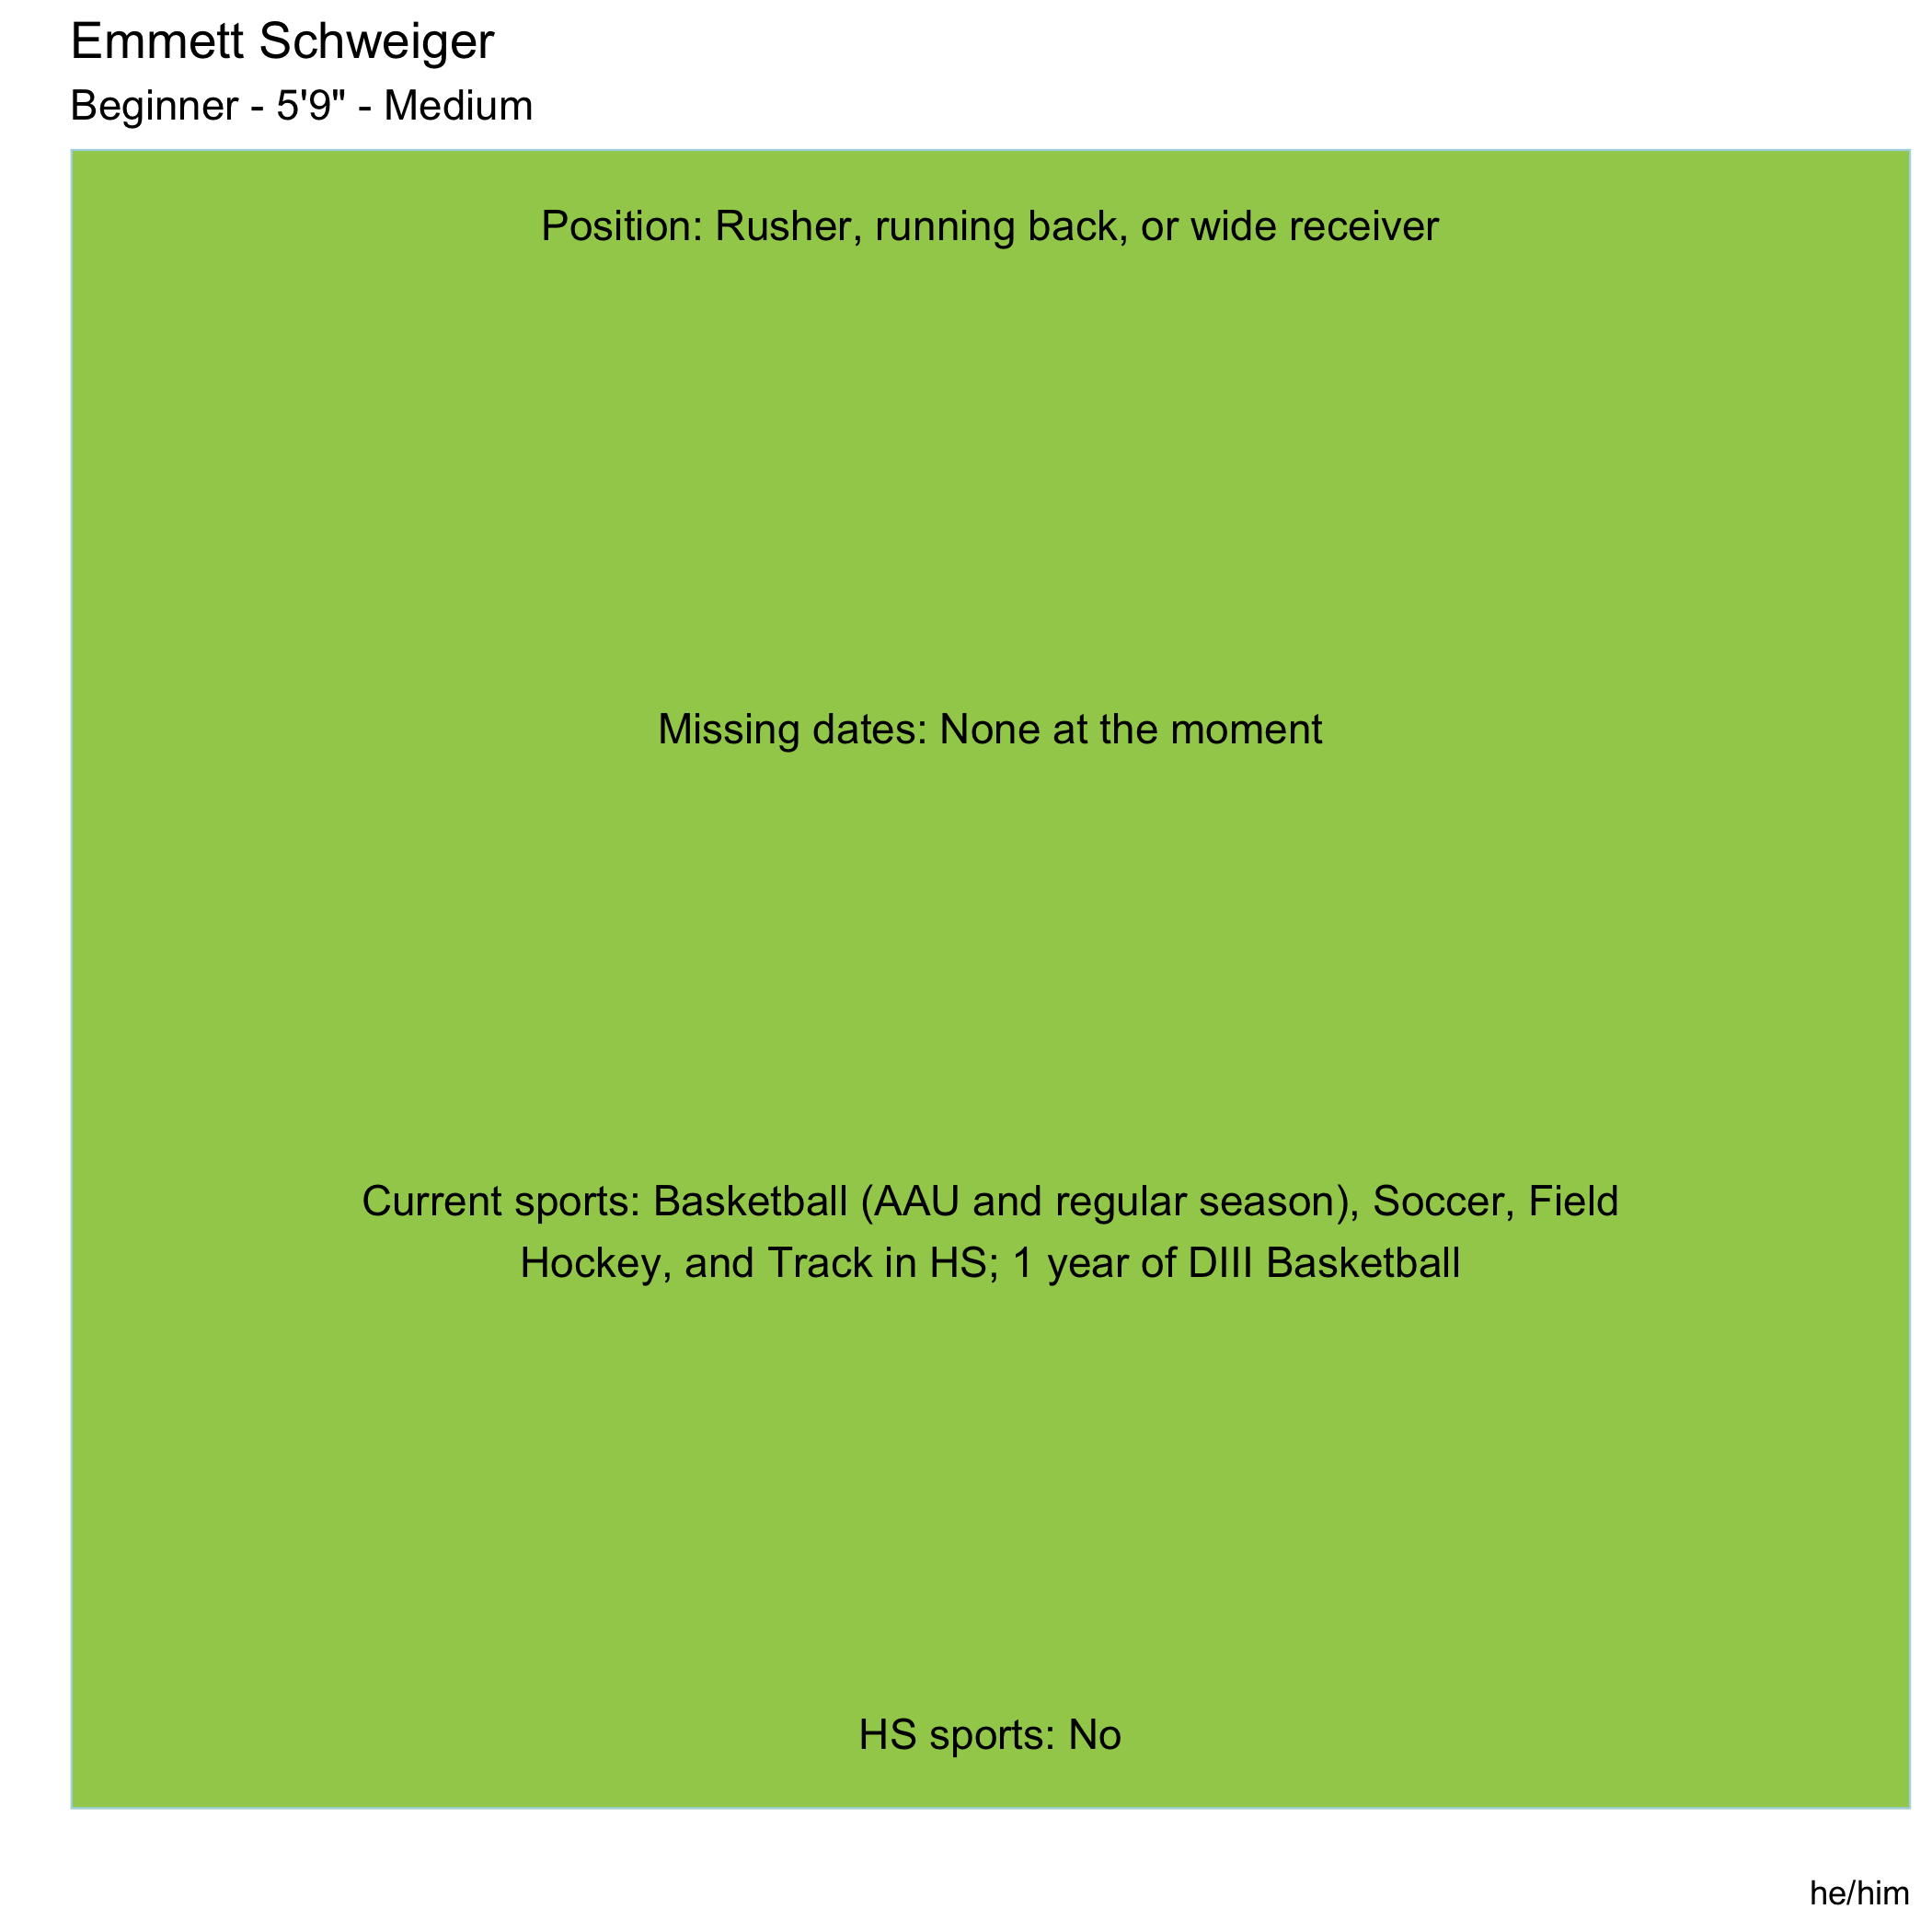 Emmett Schweiger
Beginner - 5'9" - Medium
Position: Rusher, running back, or wide receiver
Missing dates: None at the moment
Current sports: Basketball (AAU and regular season), Soccer, Field
Hockey, and Track in HS; 1 year of DIII Basketball
HS sports: No
he/him